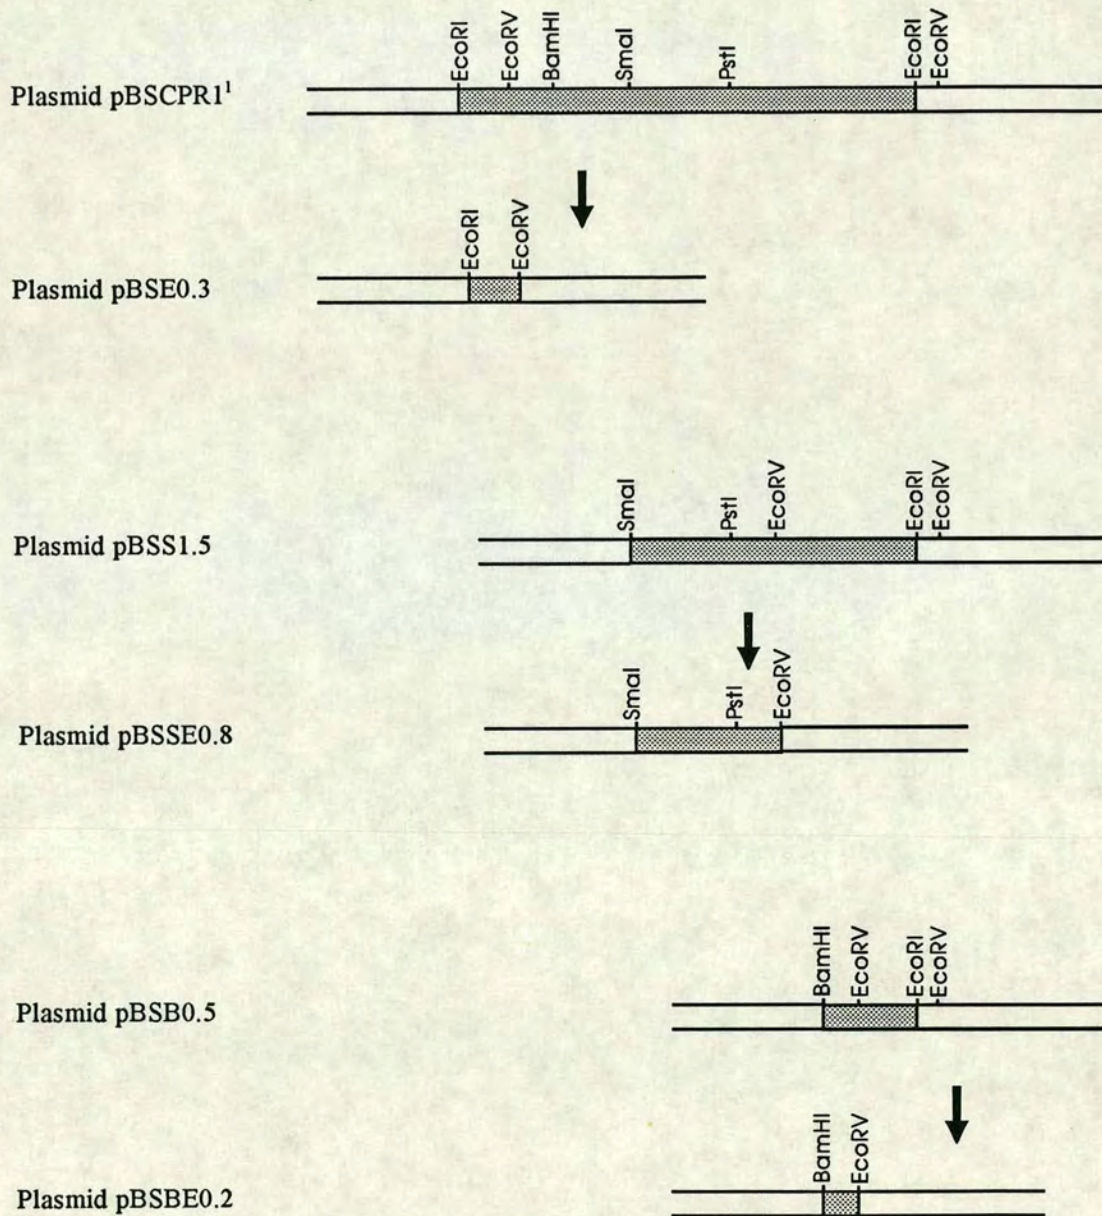 EcoRI EcoRV BamHI SmaI PstI EcoRI EcoRV
Plasmid pBSCPR1¹
EcoRI EcoRV
Plasmid pBSE0.3
SmaI PstI EcoRV EcoRI EcoRV
Plasmid pBSS1.5
SmaI PstI EcoRV
Plasmid pBSSE0.8
BamHI EcoRV EcoRI EcoRV
Plasmid pBSB0.5
BamHI EcoRV
Plasmid pBSBE0.2